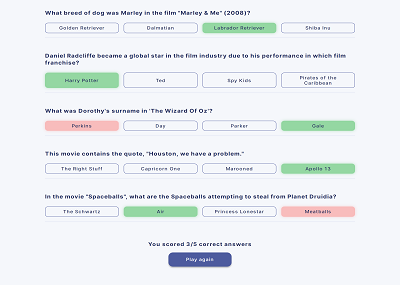 What breed of dog was Marley in the film "Marley & Me" (2008)?
Golden Retriever Dalmatian Labrador Retriever Shiba Inu
Daniel Radcliffe became a global star in the film industry due to his performance in which film
franchise?
Harry Potter Ted Spy Kids Pirates of the
Caribbean
What was Dorothy's surname in 'The Wizard Of Oz'?
Perkins Day Parker Gale
This movie contains the quote, "Houston, we have a problem."
The Right Stuff Capricorn One Marooned Apollo 13
In the movie "Spaceballs", what are the Spaceballs attempting to steal from Planet Druidia?
The Schwartz Air Princess Lonestar Meatballs
You scored 3/5 correct answers
Play again